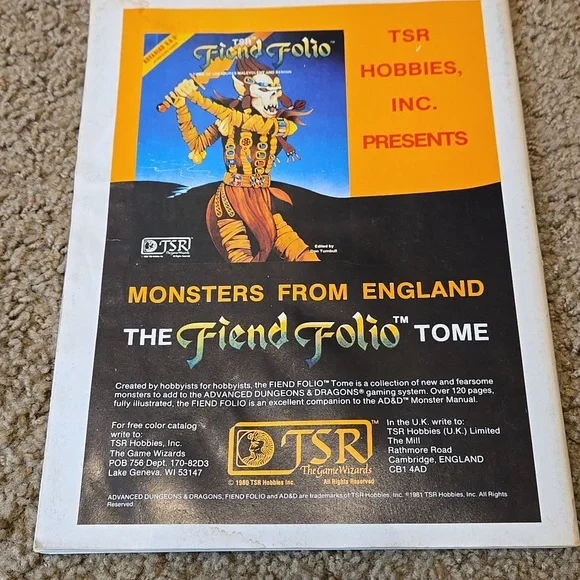 TSR™
Fiend Folio™
TSR
HOBBIES,
INC.
PRESENTS
TSR
Edited by
Don Turnbull
MONSTERS FROM ENGLAND
THE Fiend Folio™ TOME
Created by hobbyists for hobbyists, the FIEND FOLIO™ Tome is a collection of new and fearsome
monsters to add to the ADVANCED DUNGEONS & DRAGONS® gaming system. Over 120 pages,
fully illustrated, the FIEND FOLIO is an excellent companion to the AD&D™ Monster Manual.
For free color catalog
write to:
TSR Hobbies, Inc.
The Game Wizards
POB 756 Dept. 170-82D3
Lake Geneva, WI 53147
TSR™
The Game Wizards
© 1980 TSR Hobbies Inc All Rights Reserved
In the U.K. write to:
TSR Hobbies (U.K.) Limited
The Mill
Rathmore Road
Cambridge, ENGLAND
CB1 4AD
ADVANCED DUNGEONS & DRAGONS, FIEND FOLIO and AD&D are trademarks of TSR Hobbies, Inc. ®1981 TSR Hobbies, Inc. All Rights
Reserved.